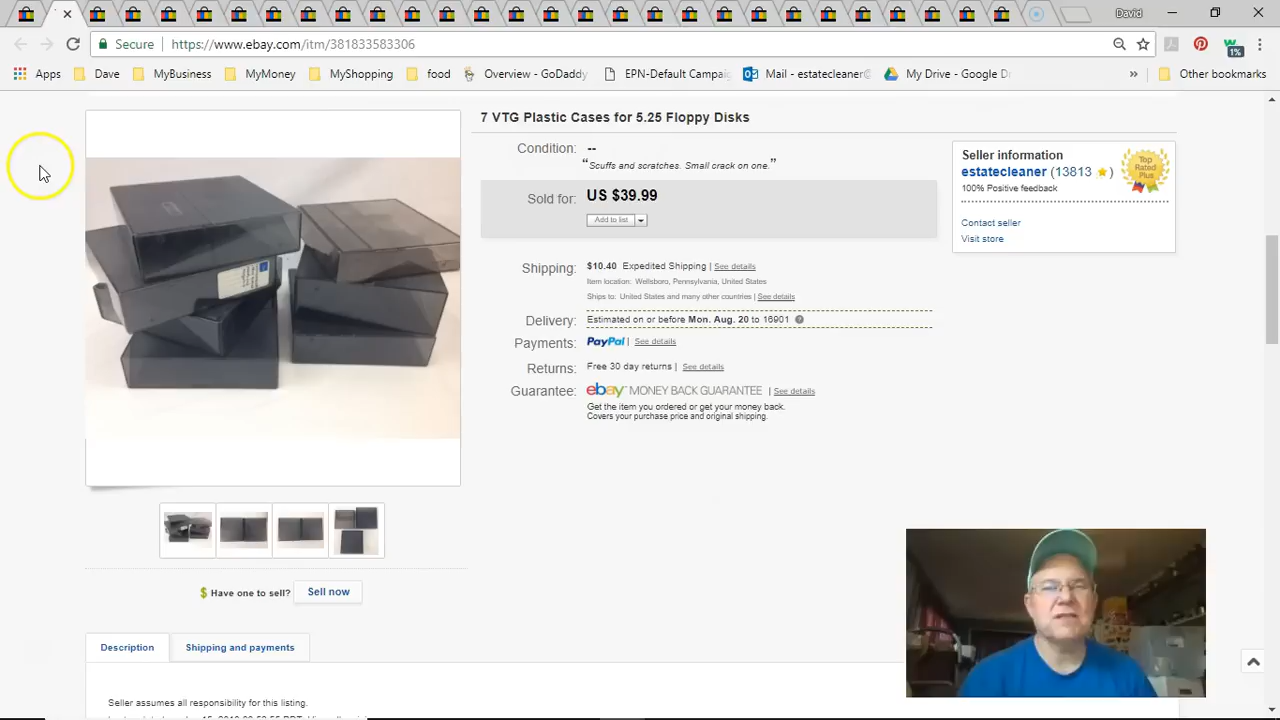 David
Secure
https://www.ebay.com/itm/381833583306
1%
Apps
Dave
MyBusiness
MyMoney
MyShopping
food
Overview - GoDaddy
EPN-Default Campai
Mail - estatecleaner@
My Drive - Google Dr
»
Other bookmarks
7 VTG Plastic Cases for 5.25 Floppy Disks
Condition: --
“Scuffs and scratches. Small crack on one.”
Sold for: US $39.99
Add to list
Shipping: $10.40 Expedited Shipping | See details
Item location: Wellsboro, Pennsylvania, United States
Ships to: United States and many other countries | See details
Delivery: Estimated on or before Mon. Aug. 20 to 16901
Payments: PayPal | See details
Returns: Free 30 day returns | See details
Guarantee: ebay MONEY BACK GUARANTEE | See details
Get the item you ordered or get your money back.
Covers your purchase price and original shipping.
Seller information
estatecleaner (13813 )
100% Positive feedback
Contact seller
Visit store
Top
Rated
Plus
$ Have one to sell? Sell now
Description
Shipping and payments
Seller assumes all responsibility for this listing.